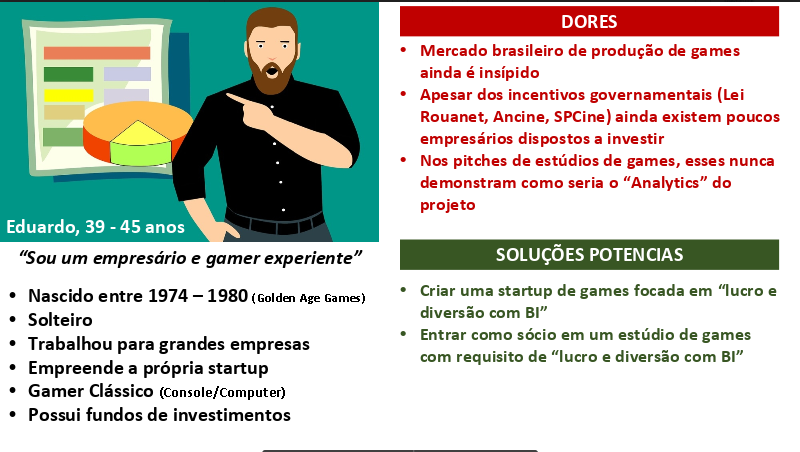 Eduardo, 39 - 45 anos
“Sou um empresário e gamer experiente”
• Nascido entre 1974 – 1980 (Golden Age Games)
• Solteiro
• Trabalhou para grandes empresas
• Empreende a própria startup
• Gamer Clássico (Console/Computer)
• Possui fundos de investimentos
DORES
• Mercado brasileiro de produção de games
ainda é insípido
• Apesar dos incentivos governamentais (Lei
Rouanet, Ancine, SPCine) ainda existem poucos
empresários dispostos a investir
• Nos pitches de estúdios de games, esses nunca
demonstram como seria o “Analytics” do
projeto
SOLUÇÕES POTENCIAS
• Criar uma startup de games focada em “lucro e
diversão com BI”
• Entrar como sócio em um estúdio de games
com requisito de “lucro e diversão com BI”